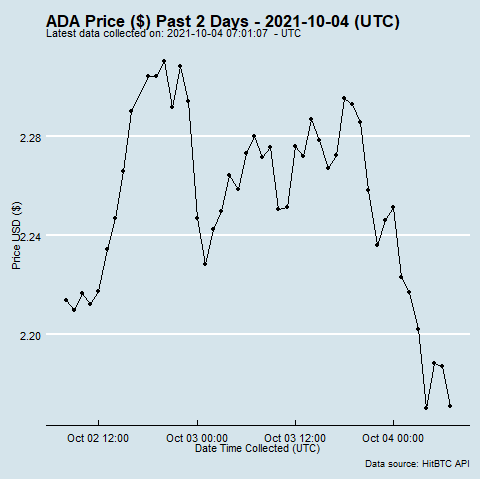 ADA Price ($) Past 2 Days - 2021-10-04 (UTC)
Latest data collected on: 2021-10-04 07:01:07 - UTC
2.28
2.24
2.20
Price USD ($)
Oct 02 12:00 Oct 03 00:00 Oct 03 12:00 Oct 04 00:00
Date Time Collected (UTC)
Data source: HitBTC API